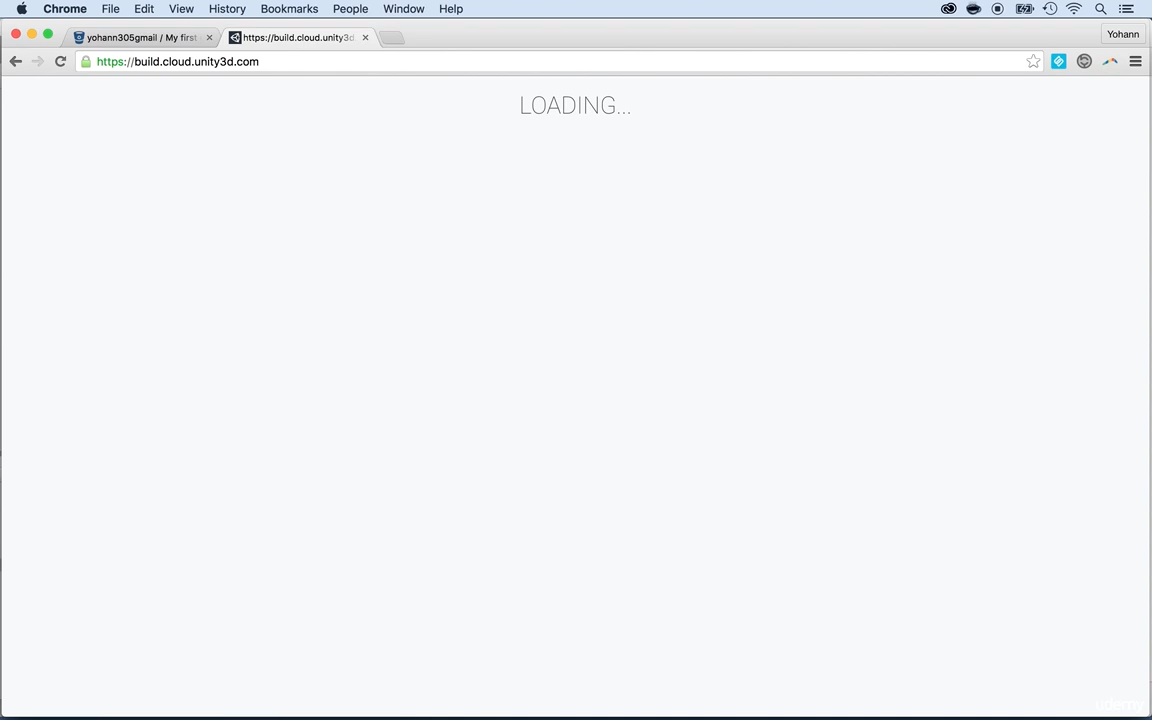 Chrome File Edit View History Bookmarks People Window Help
yohann305gmail / My first
https://build.cloud.unity3d
Yohann
https://build.cloud.unity3d.com
LOADING...
udemy